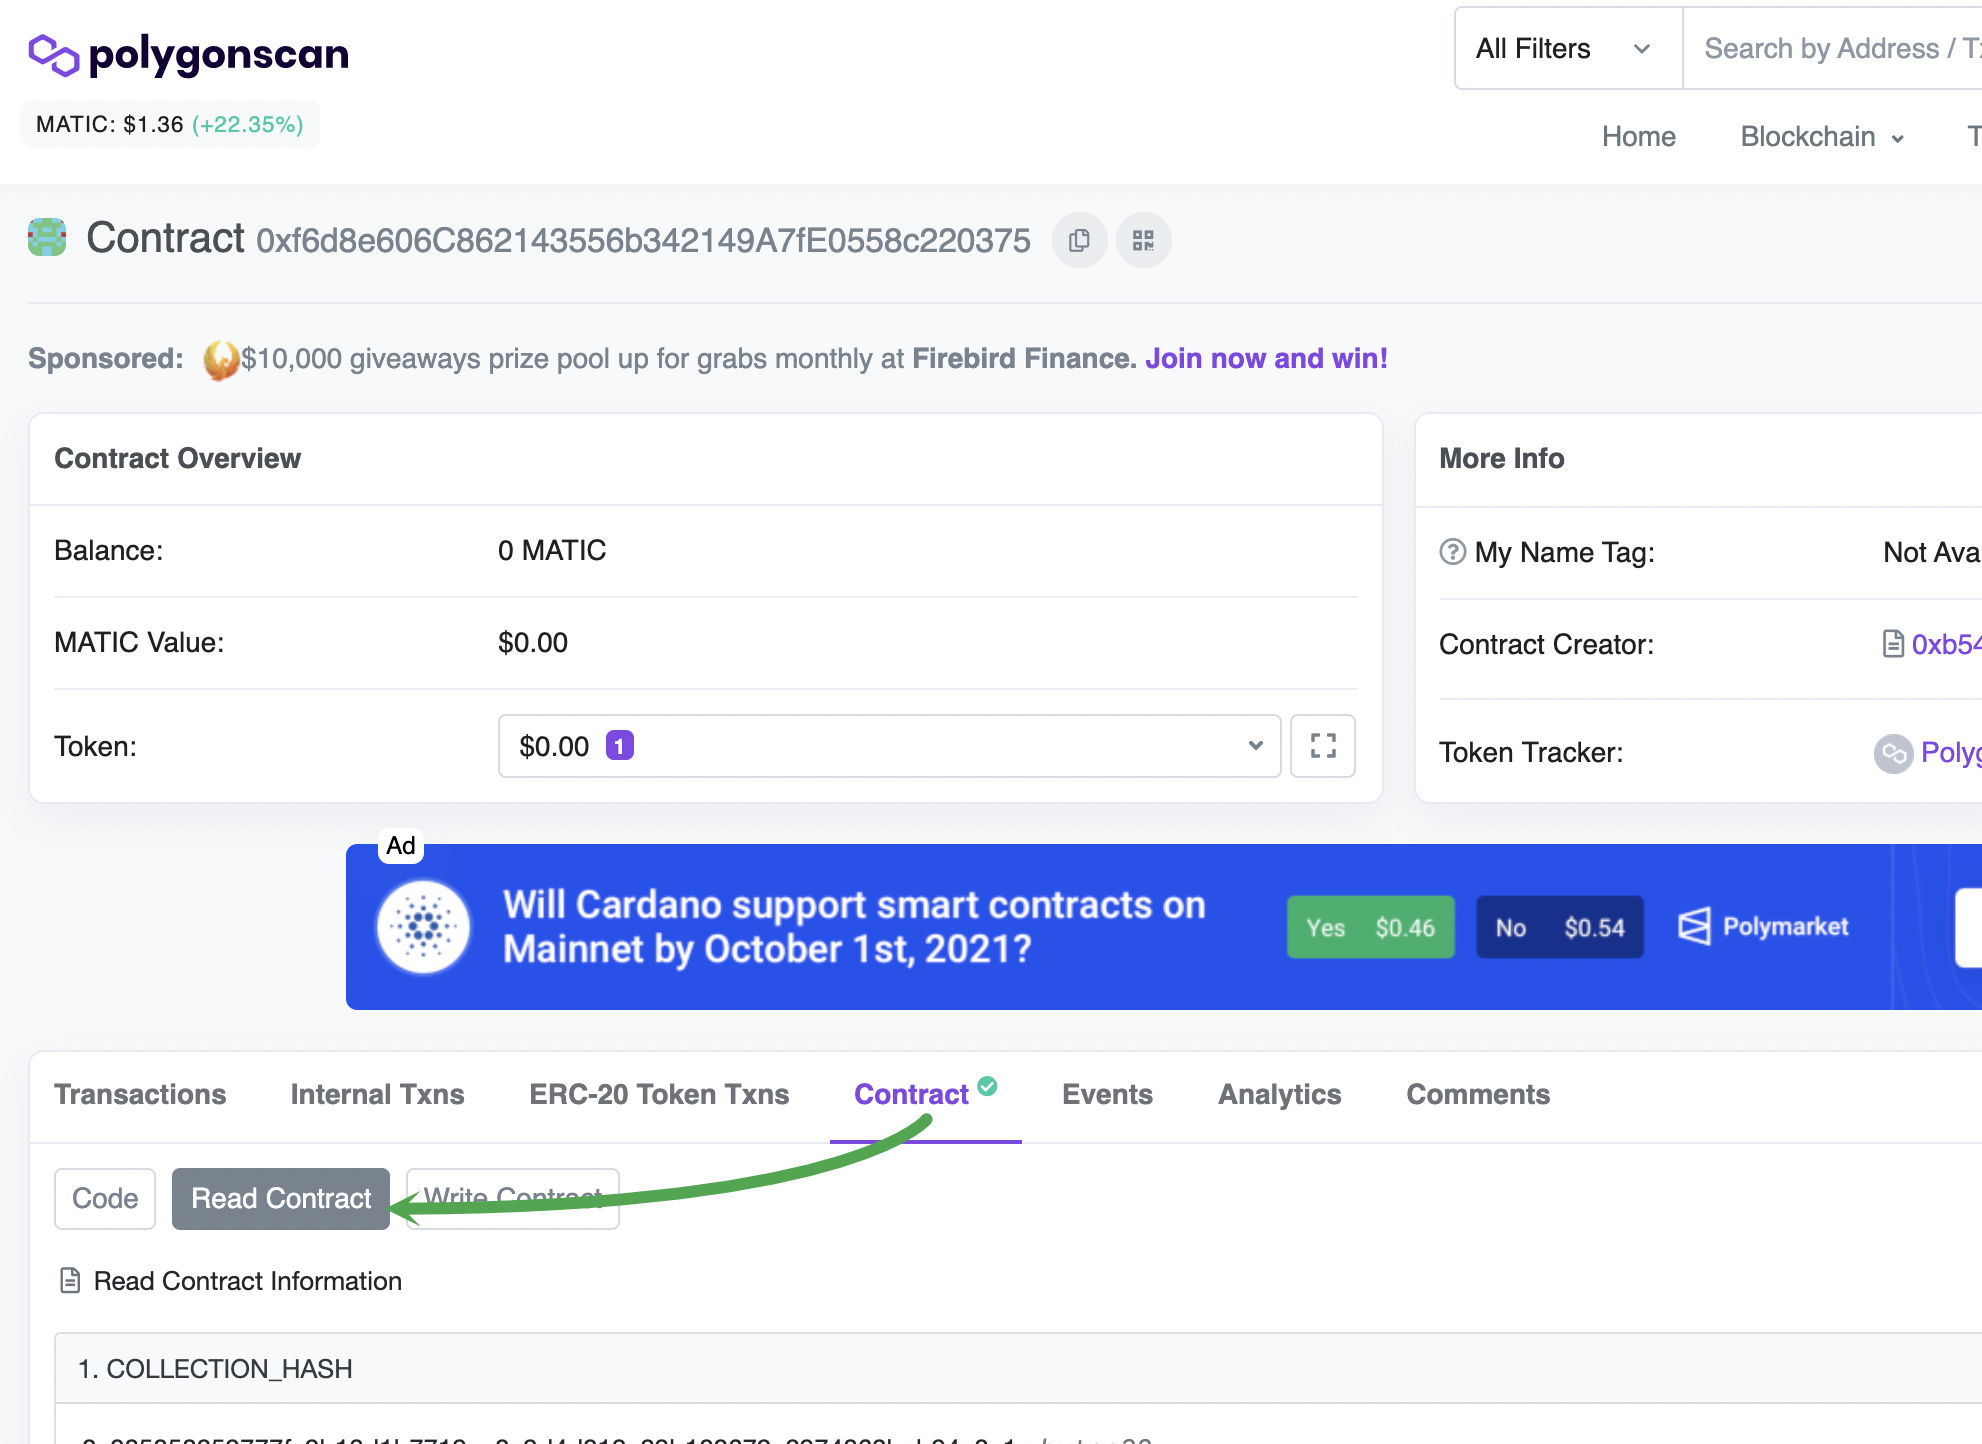 polygonscan
All Filters
Search by Address / Tx
MATIC: $1.36 (+22.35%)
Home
Blockchain
T
Contract 0xf6d8e606C862143556b342149A7fE0558c220375
Sponsored: $10,000 giveaways prize pool up for grabs monthly at Firebird Finance. Join now and win!
Contract Overview
Balance:
0 MATIC
MATIC Value:
$0.00
Token:
$0.00 1
More Info
? My Name Tag:
Not Ava
Contract Creator:
0xb54
Token Tracker:
Polyg
Ad
Will Cardano support smart contracts on
Mainnet by October 1st, 2021?
Yes $0.46
No $0.54
Polymarket
Transactions
Internal Txns
ERC-20 Token Txns
Contract
Events
Analytics
Comments
Code
Read Contract
Write Contract
Read Contract Information
1. COLLECTION_HASH